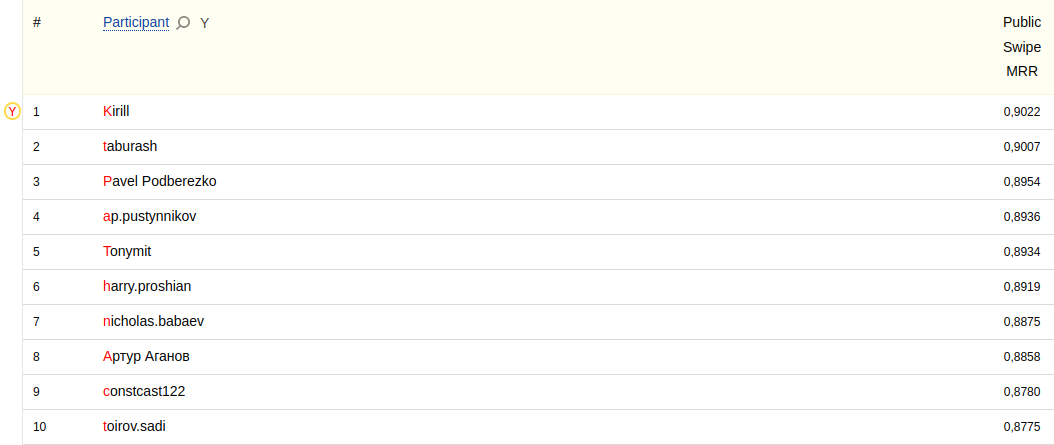 # Participant Y Public
Swipe
MRR
Y 1 Kirill 0,9022
2 taburash 0,9007
3 Pavel Podberezko 0,8954
4 ap.pustynnikov 0,8936
5 Tonymit 0,8934
6 harry.proshian 0,8919
7 nicholas.babaev 0,8875
8 Артур Аганов 0,8858
9 constcast122 0,8780
10 toirov.sadi 0,8775